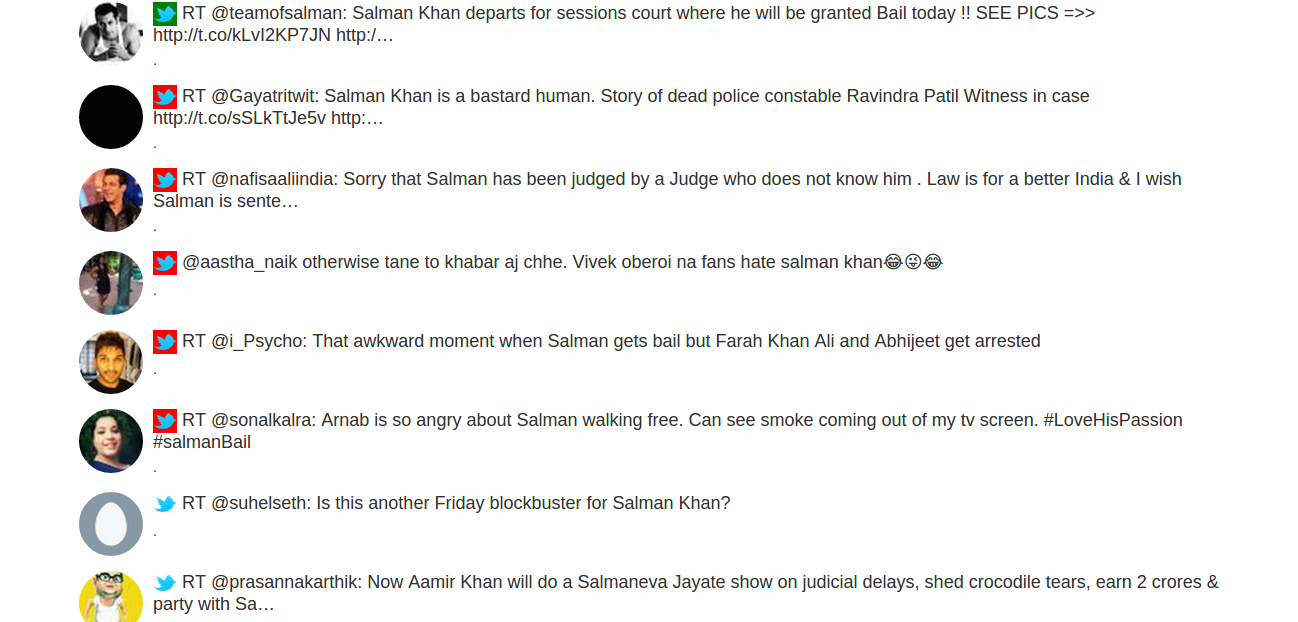 RT @teamofsalman: Salman Khan departs for sessions court where he will be granted Bail today !! SEE PICS =>>
http://t.co/kLvI2KP7JN http:/…
.
RT @Gayatritwit: Salman Khan is a bastard human. Story of dead police constable Ravindra Patil Witness in case
http://t.co/sSLkTtJe5v http:…
.
RT @nafisaaliindia: Sorry that Salman has been judged by a Judge who does not know him . Law is for a better India & I wish
Salman is sente…
.
@aastha_naik otherwise tane to khabar aj chhe. Vivek oberoi na fans hate salman khan😂😜😂
.
RT @i_Psycho: That awkward moment when Salman gets bail but Farah Khan Ali and Abhijeet get arrested
.
RT @sonalkalra: Arnab is so angry about Salman walking free. Can see smoke coming out of my tv screen. #LoveHisPassion
#salmanBail
.
RT @suhelseth: Is this another Friday blockbuster for Salman Khan?
.
RT @prasannakarthik: Now Aamir Khan will do a Salmaneva Jayate show on judicial delays, shed crocodile tears, earn 2 crores &
party with Sa…